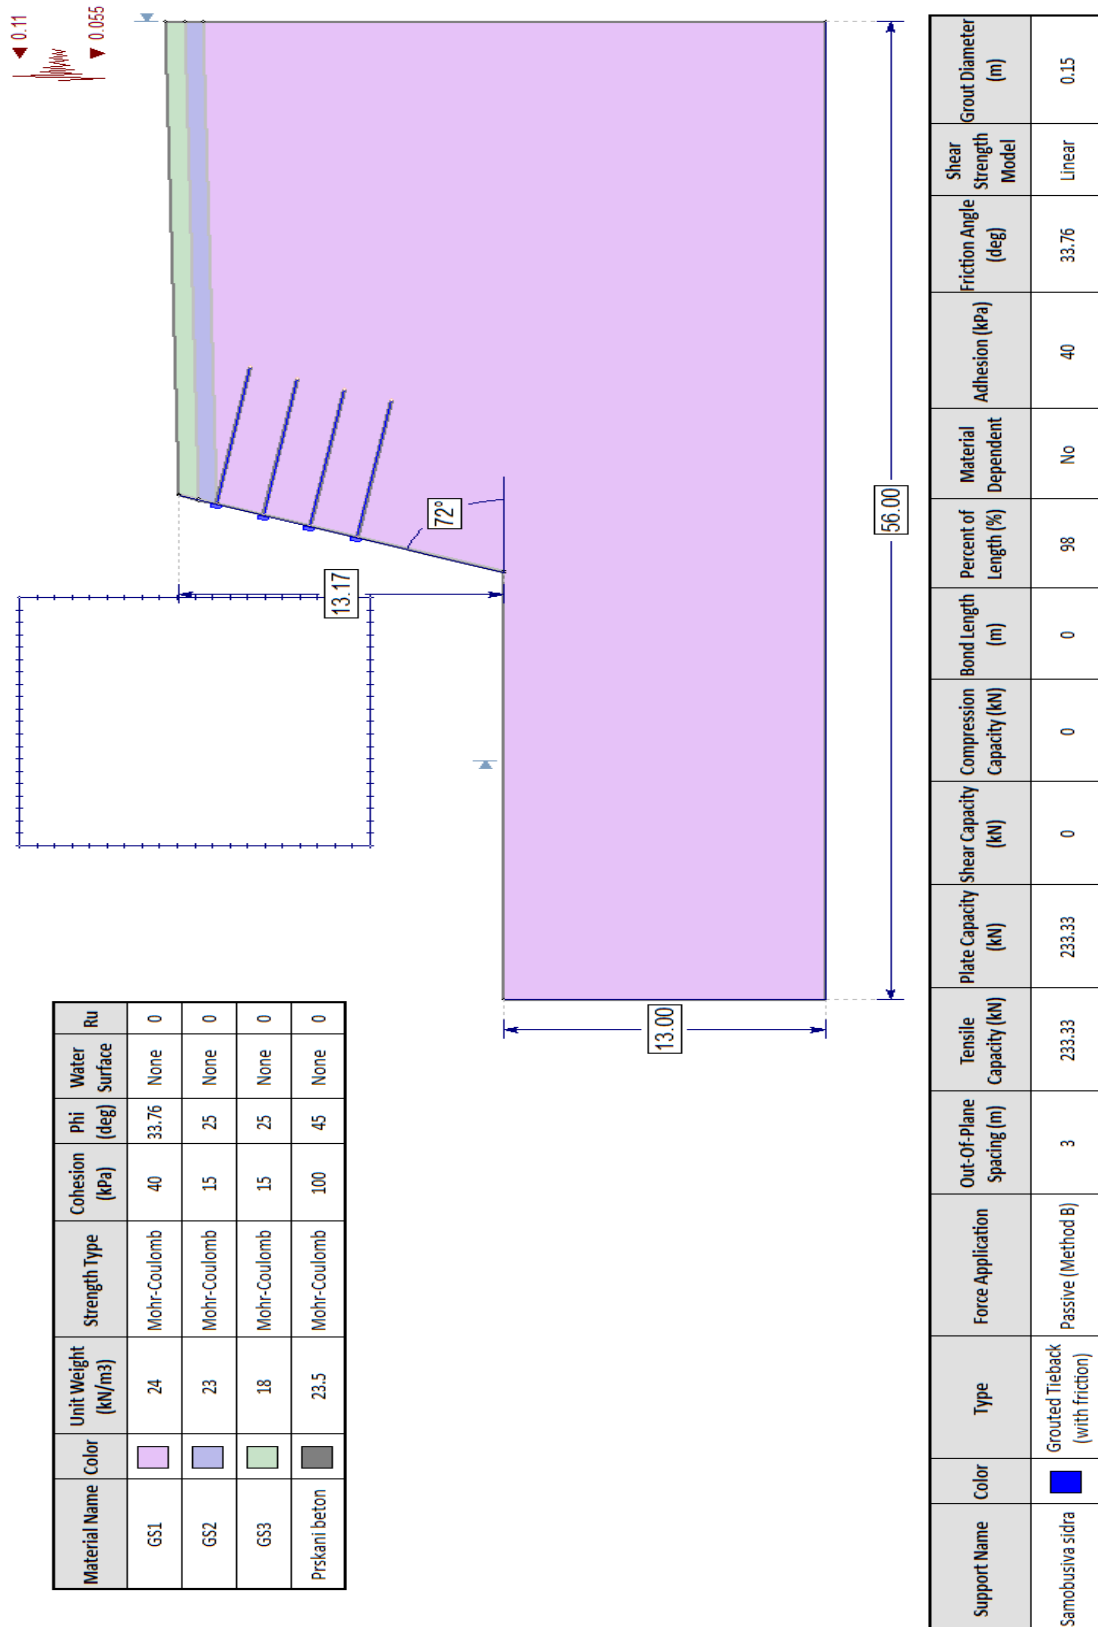 0.11
0.055
13.17
72°
56.00
13.00
Material Name Color Unit Weight (kN/m3) Strength Type Cohesion (kPa) Phi (deg) Water Surface Ru
GS1 24 Mohr-Coulomb 40 33.76 None 0
GS2 23 Mohr-Coulomb 15 25 None 0
GS3 18 Mohr-Coulomb 15 25 None 0
Prskani beton 23.5 Mohr-Coulomb 100 45 None 0
Support Name Color Type Force Application Out-Of-Plane Spacing (m) Tensile Capacity (kN) Plate Capacity (kN) Shear Capacity (kN) Compression Capacity (kN) Bond Length (m) Percent of Length (%) Material Dependent Adhesion (kPa) Friction Angle (deg) Shear Strength Model Grout Diameter (m)
Samobusiva sidra Grouted Tieback (with friction) Passive (Method B) 3 233.33 233.33 0 0 0 98 No 40 33.76 Linear 0.15